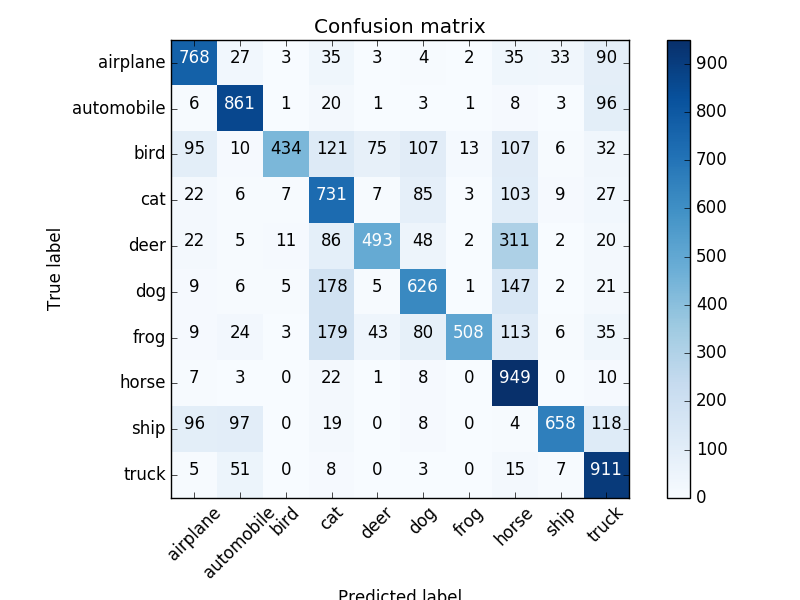 Confusion matrix
airplane 768 27 3 35 3 4 2 35 33 90
automobile 6 861 1 20 1 3 1 8 3 96
bird 95 10 434 121 75 107 13 107 6 32
cat 22 6 7 731 7 85 3 103 9 27
deer 22 5 11 86 493 48 2 311 2 20
dog 9 6 5 178 5 626 1 147 2 21
frog 9 24 3 179 43 80 508 113 6 35
horse 7 3 0 22 1 8 0 949 0 10
ship 96 97 0 19 0 8 0 4 658 118
truck 5 51 0 8 0 3 0 15 7 911
airplane automobile bird cat deer dog frog horse ship truck
True label
Predicted label
900
800
700
600
500
400
300
200
100
0